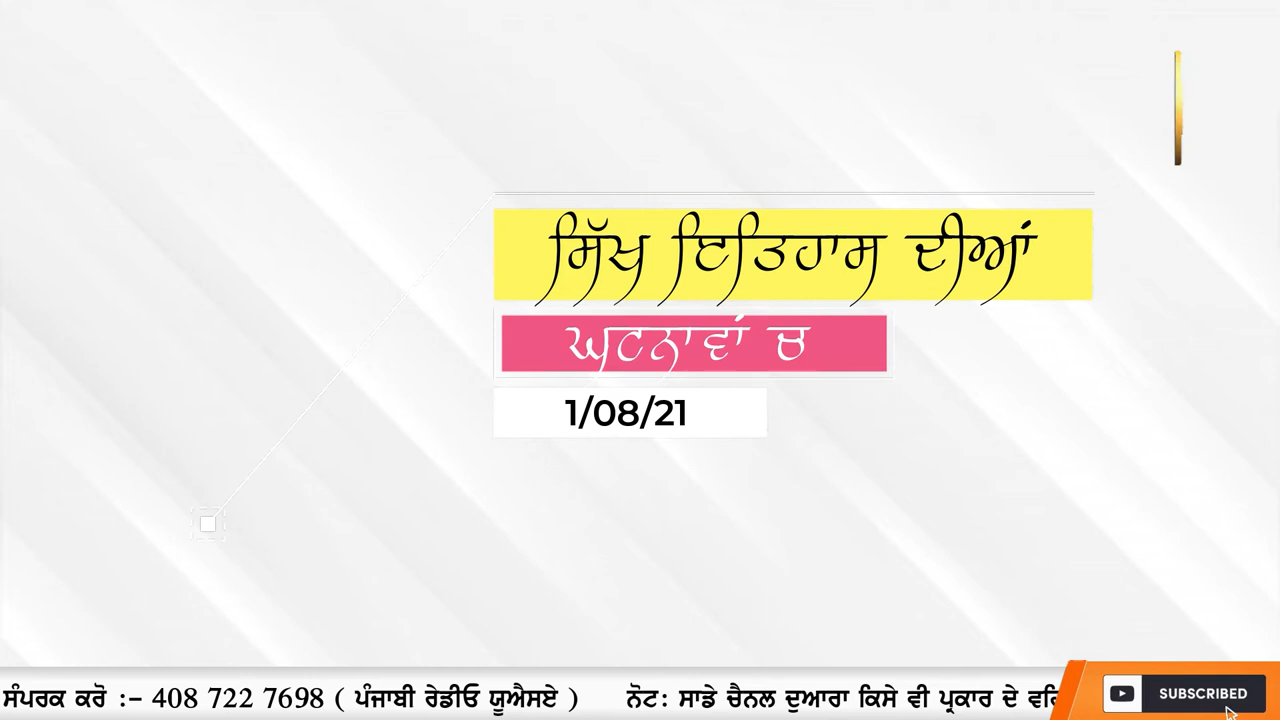 ਸਿੱਖ ਇਤਿਹਾਸ ਦੀਆਂ
ਘਟਨਾਵਾਂ ਚ
1/08/21
ਸੰਪਰਕ ਕਰੋ :- 408 722 7698 ( ਪੰਜਾਬੀ ਰੇਡੀਓ ਯੂਐਸਏ ) ਨੋਟ: ਸਾਡੇ ਚੈਨਲ ਦੁਆਰਾ ਕਿਸੇ ਵੀ ਪ੍ਰਕਾਰ ਦੇ
SUBSCRIBED